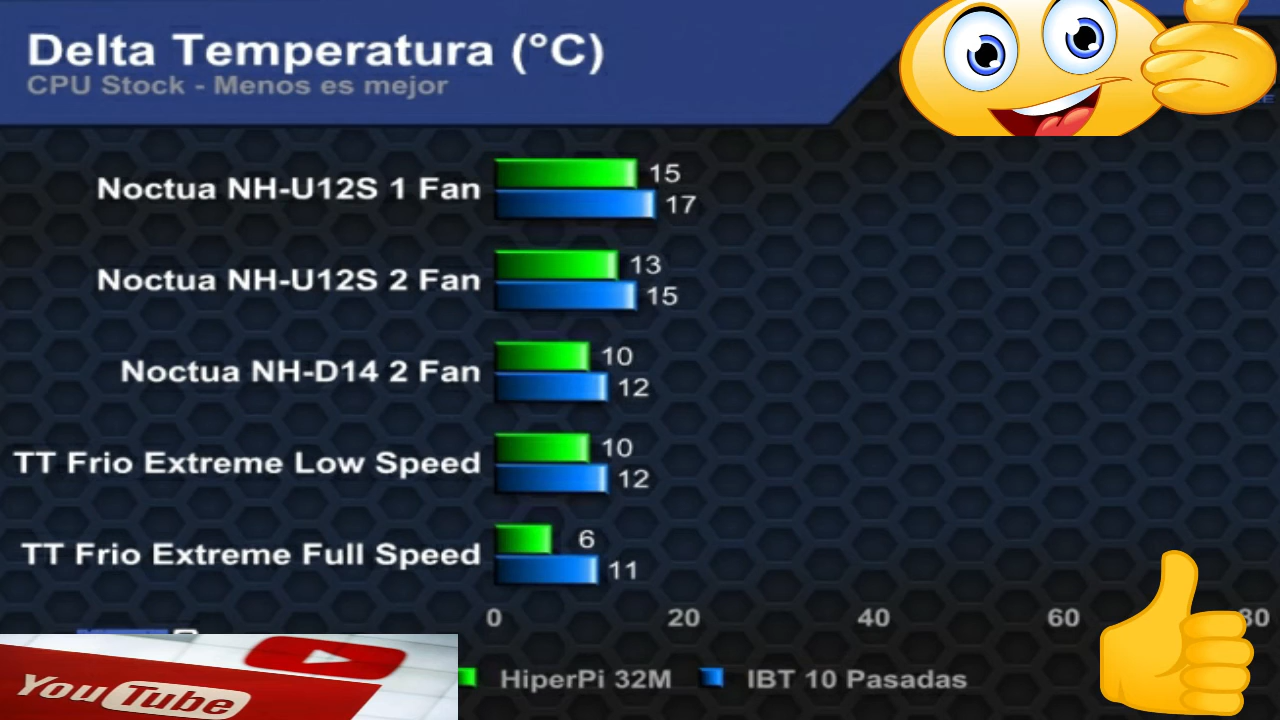 Delta Temperatura (°C)
CPU Stock - Menos es mejor
Noctua NH-U12S 1 Fan
15
17
Noctua NH-U12S 2 Fan
13
15
Noctua NH-D14 2 Fan
10
12
TT Frio Extreme Low Speed
10
12
TT Frio Extreme Full Speed
6
11
0 20 40 60 80
HiperPi 32M IBT 10 Pasadas
YouTube